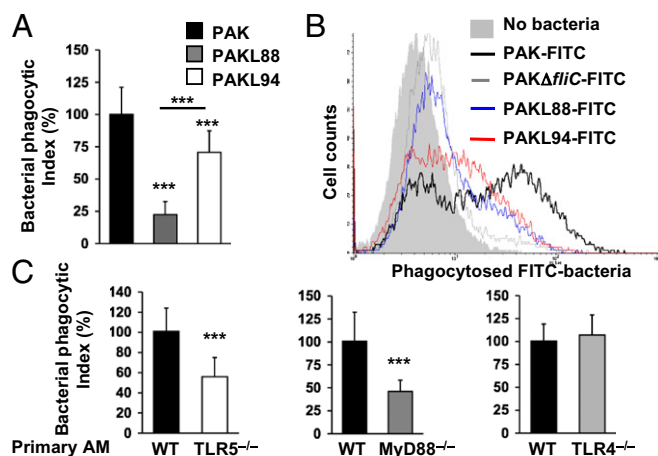 A
PAK
PAKL88
PAKL94
Bacterial phagocytic
Index (%)
150
125
100
75
50
25
0
***
***
***
B
No bacteria
PAK-FITC
PAKΔfliC-FITC
PAKL88-FITC
PAKL94-FITC
Cell counts
Phagocytosed FITC-bacteria
C
Bacterial phagocytic
Index (%)
140
120
100
80
60
40
20
0
***
150
125
100
75
50
25
0
***
150
125
100
75
50
25
0
Primary AM WT TLR5–/– WT MyD88–/– WT TLR4–/–